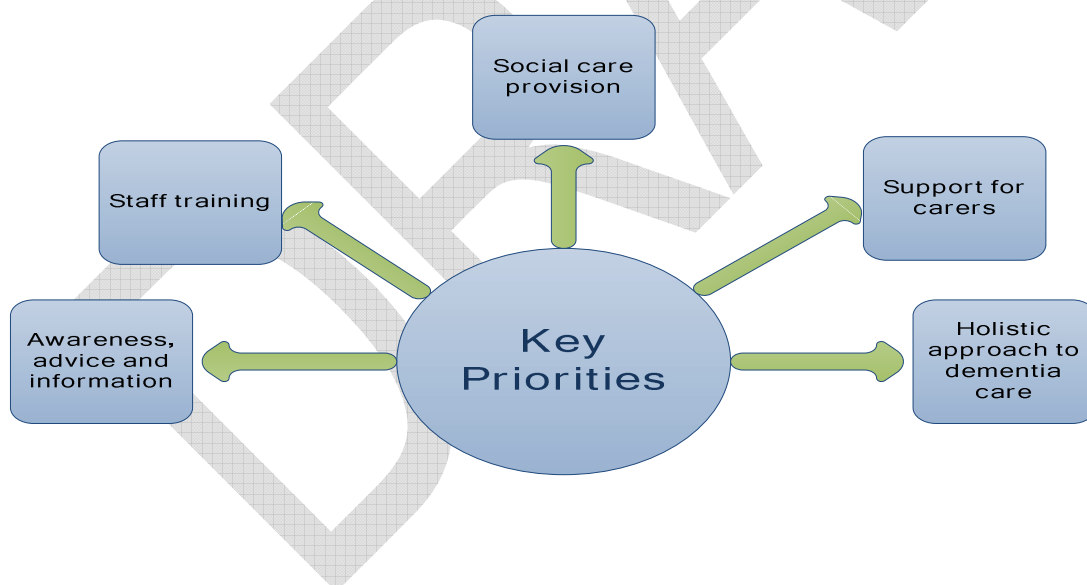 Social care
provision
Staff training
Support for
carers
Awareness,
advice and
information
Key
Priorities
Holistic
approach to
dementia
care
DRA